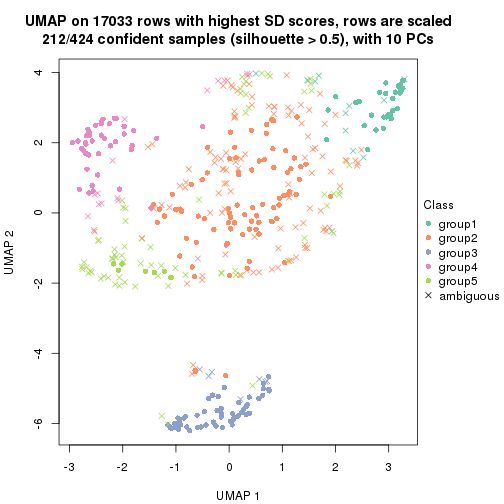 UMAP on 17033 rows with highest SD scores, rows are scaled
212/424 confident samples (silhouette > 0.5), with 10 PCs
4
2
0
-2
-4
-6
UMAP 2
-3
-2
-1
0
1
2
3
UMAP 1
Class
group1
group2
group3
group4
group5
ambiguous